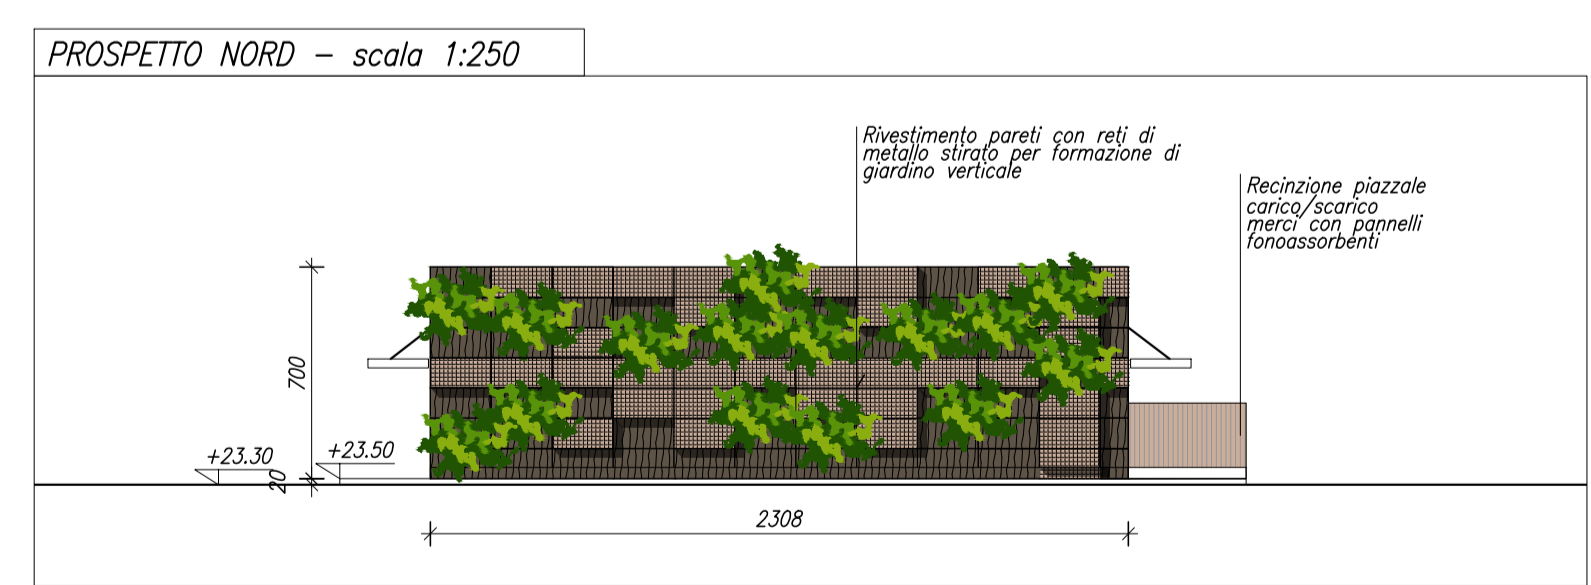 PROSPETTO NORD - scala 1:250
Rivestimento pareti con reti di
metallo stirato per formazione di
giardino verticale
Recinzione piazzale
carico/scarico
merci con pannelli
fonoassorbenti
700
+23.30
+23.50
20
2308